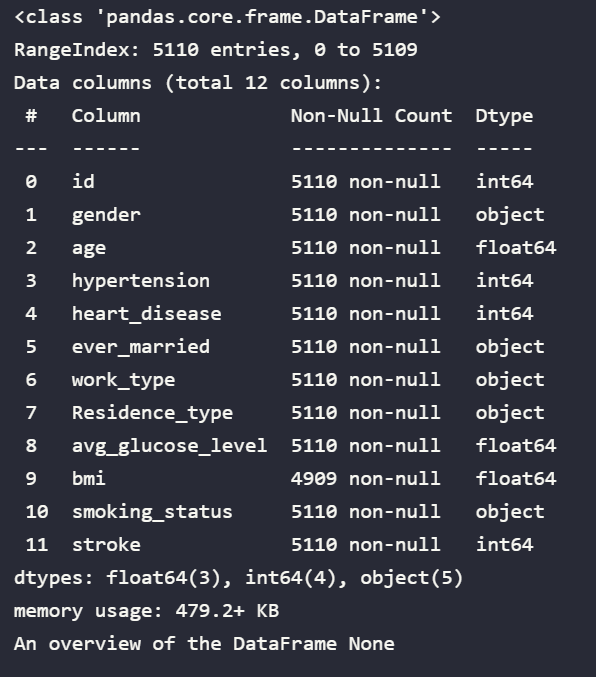 <class 'pandas.core.frame.DataFrame'>
RangeIndex: 5110 entries, 0 to 5109
Data columns (total 12 columns):
 #   Column             Non-Null Count  Dtype
---  ------             --------------  -----
 0   id                 5110 non-null   int64
 1   gender             5110 non-null   object
 2   age                5110 non-null   float64
 3   hypertension       5110 non-null   int64
 4   heart_disease      5110 non-null   int64
 5   ever_married       5110 non-null   object
 6   work_type          5110 non-null   object
 7   Residence_type     5110 non-null   object
 8   avg_glucose_level  5110 non-null   float64
 9   bmi                4909 non-null   float64
 10  smoking_status     5110 non-null   object
 11  stroke             5110 non-null   int64
dtypes: float64(3), int64(4), object(5)
memory usage: 479.2+ KB
An overview of the DataFrame None